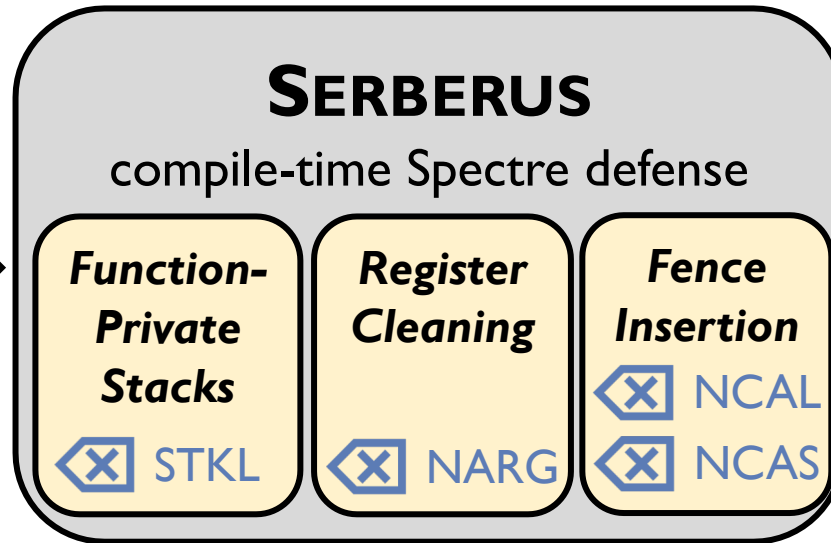 SERBERUS
compile-time Spectre defense
Function-
Private
Stacks
STKL
Register
Cleaning
NARG
Fence
Insertion
NCAL
NCAS